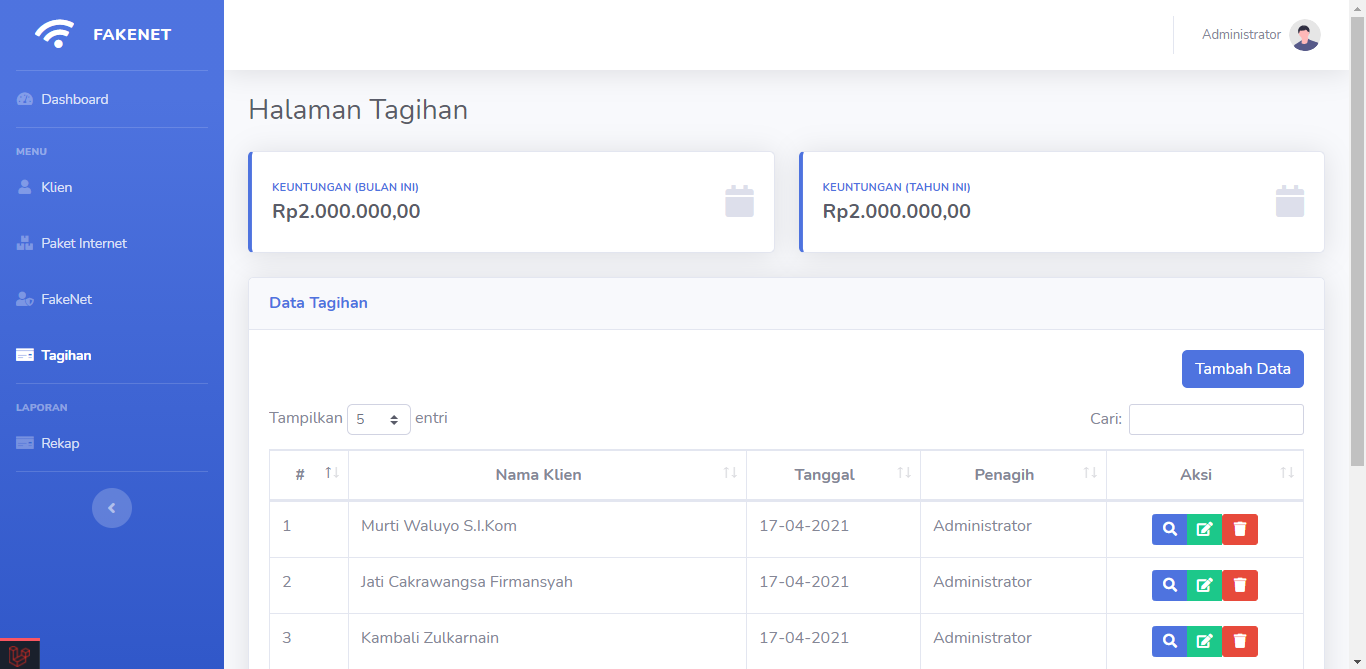 FAKENET
Administrator
Dashboard
MENU
Klien
Paket Internet
FakeNet
Tagihan
LAPORAN
Rekap
Halaman Tagihan
KEUNTUNGAN (BULAN INI)
Rp2.000.000,00
KEUNTUNGAN (TAHUN INI)
Rp2.000.000,00
Data Tagihan
Tambah Data
Tampilkan 5 entri
Cari:
# Nama Klien Tanggal Penagih Aksi
1 Murti Waluyo S.I.Kom 17-04-2021 Administrator
2 Jati Cakrawangsa Firmansyah 17-04-2021 Administrator
3 Kambali Zulkarnain 17-04-2021 Administrator